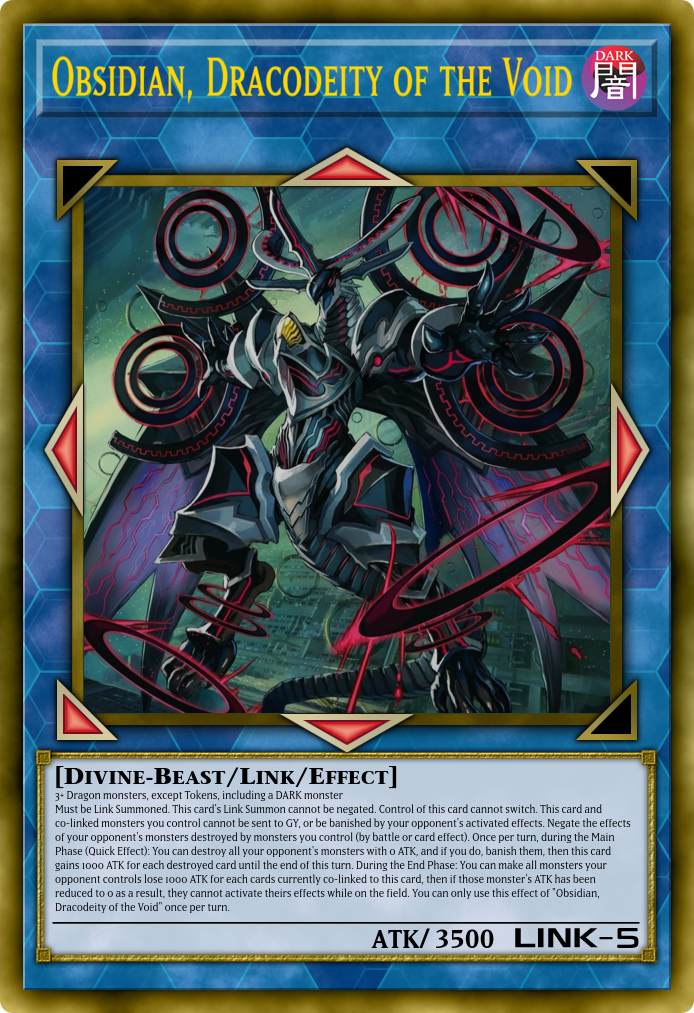 Obsidian, Dracodeity of the Void
DARK
闇
[Divine-Beast/Link/Effect]
3+ Dragon monsters, except Tokens, including a DARK monster
Must be Link Summoned. This card's Link Summon cannot be negated. Control of this card cannot switch. This card and
co-linked monsters you control cannot be sent to GY, or be banished by your opponent's activated effects. Negate the effects
of your opponent's monsters destroyed by monsters you control (by battle or card effect). Once per turn, during the Main
Phase (Quick Effect): You can destroy all your opponent's monsters with 0 ATK, and if you do, banish them, then this card
gains 1000 ATK for each destroyed card until the end of this turn. During the End Phase: You can make all monsters your
opponent controls lose 1000 ATK for each cards currently co-linked to this card, then if those monster's ATK has been
reduced to 0 as a result, they cannot activate theirs effects while on the field. You can only use this effect of "Obsidian,
Dracodeity of the Void" once per turn.
ATK/ 3500 LINK-5